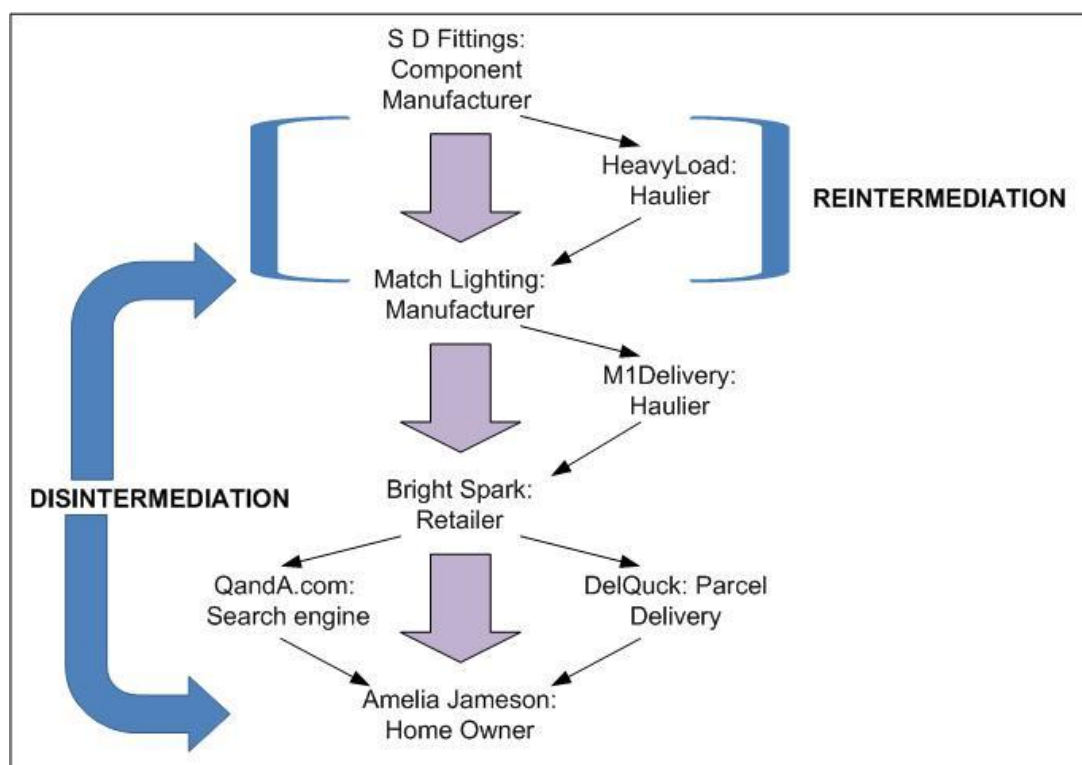 S D Fittings:
Component
Manufacturer
HeavyLoad:
Haulier
REINTERMEDIATION
Match Lighting:
Manufacturer
M1Delivery:
Haulier
DISINTERMEDIATION
Bright Spark:
Retailer
QandA.com:
Search engine
DelQuck: Parcel
Delivery
Amelia Jameson:
Home Owner